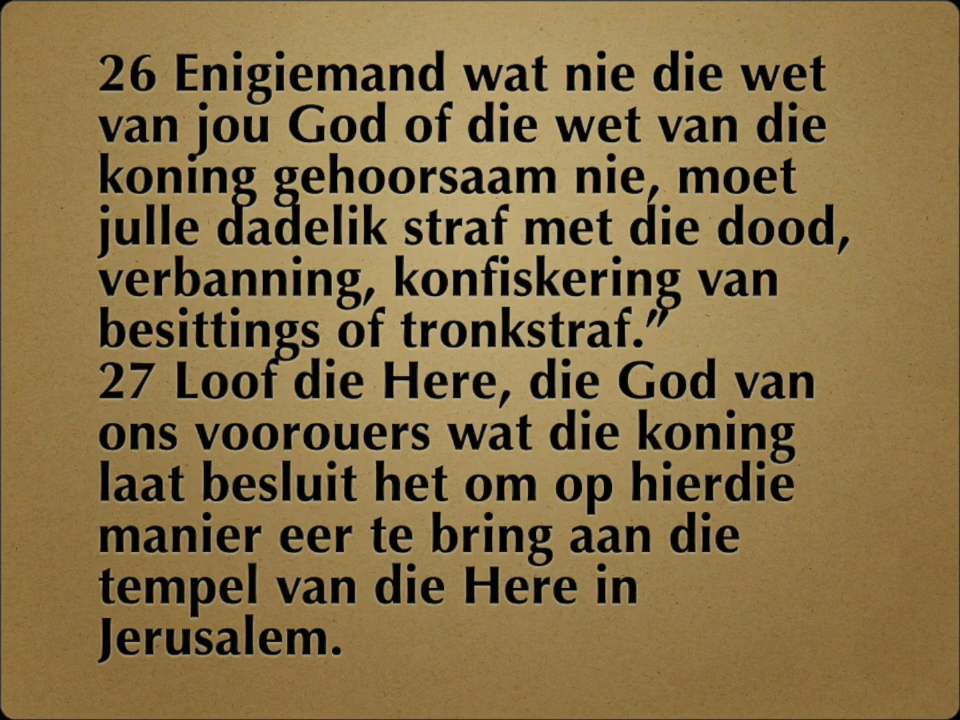 26 Enigiemand wat nie die wet
van jou God of die wet van die
koning gehoorsaam nie, moet
julle dadelik straf met die dood,
verbanning, konfiskering van
besittings of tronkstraf.”
27 Loof die Here, die God van
ons voorouers wat die koning
laat besluit het om op hierdie
manier eer te bring aan die
tempel van die Here in
Jerusalem.